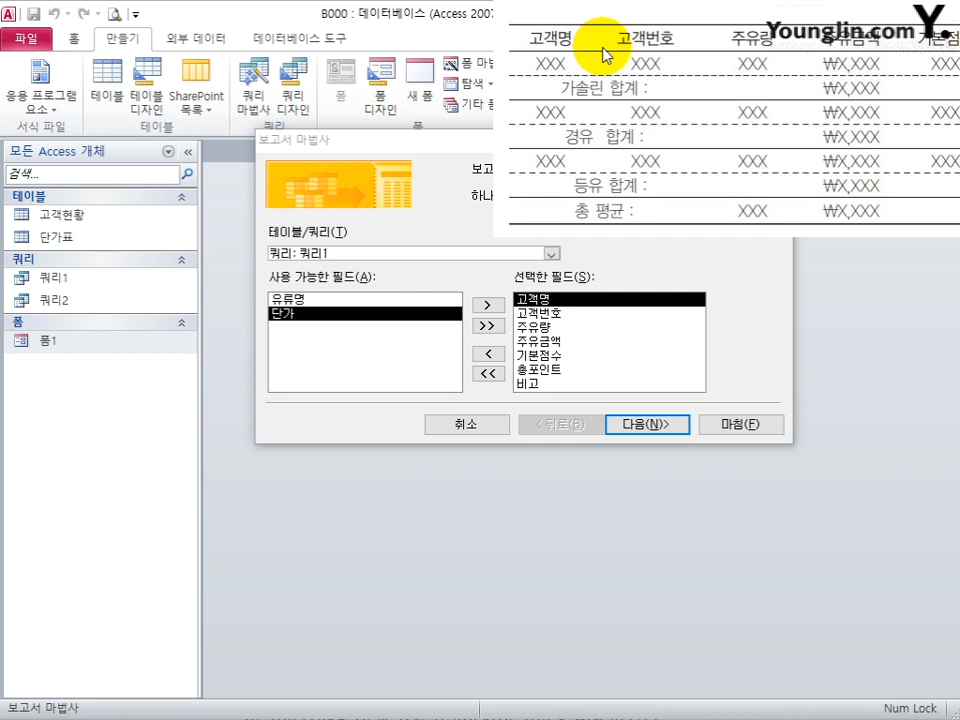 B000 : 데이터베이스 (Access 2007
파일 홈 만들기 외부 데이터 데이터베이스 도구
응용 프로그램 요소
테이블
테이블 디자인
SharePoint 목록
쿼리 마법사
쿼리 디자인
폼
폼 디자인
새 폼
폼 마법
탐색
기타 폼
서식 파일 테이블 쿼리 폼
Younglin.com Y.
고객명 고객번호 주유량 주유금액 기본점
XXX XXX XXX ₩X,XXX XXX
가솔린 합계 : ₩X,XXX
XXX XXX XXX ₩X,XXX XXX
경유 합계 : ₩X,XXX
XXX XXX XXX ₩X,XXX XXX
등유 합계 : ₩X,XXX
총 평균 : XXX ₩X,XXX
모든 Access 개체
검색...
테이블
고객현황
단가표
쿼리
쿼리1
쿼리2
폼
폼1
보고서 마법사
보고
하나
테이블/쿼리(T)
쿼리: 쿼리1
사용 가능한 필드(A):
유류명
단가
>
>>
<
<<
선택한 필드(S):
고객명
고객번호
주유량
주유금액
기본점수
총포인트
비고
취소 < 뒤로(B) 다음(N)> 마침(F)
보고서 마법사 Num Lock